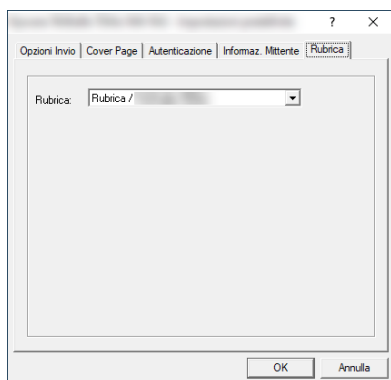 ? ×
Opzioni Invio Cover Page Autenticazione Informaz. Mittente Rubrica
Rubrica: Rubrica /
OK Annulla